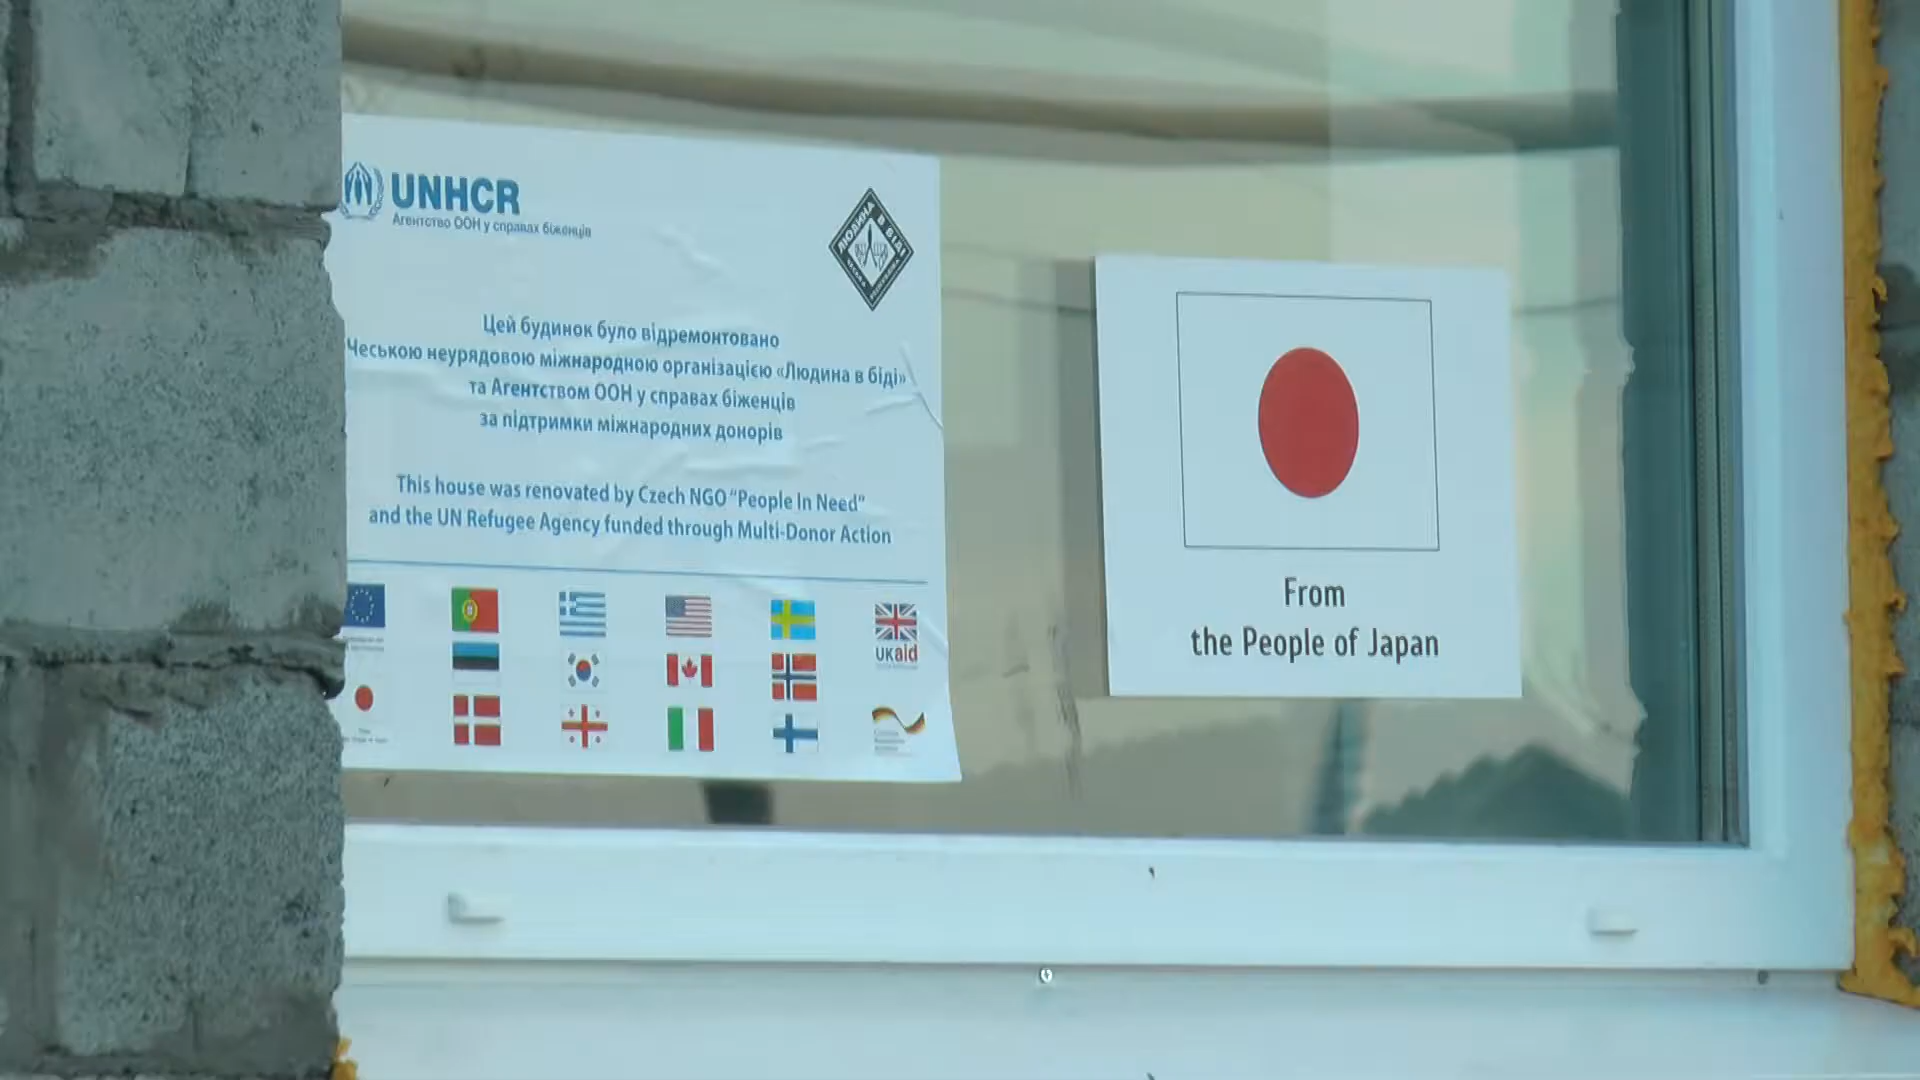 UNHCR
Агентство ООН у справах біженців
ЛЮДИНА В БІДІ
Цей будинок було відремонтовано
Чеською неурядовою міжнародною організацією «Людина в біді»
та Агентством ООН у справах біженців
за підтримки міжнародних донорів
This house was renovated by Czech NGO “People In Need”
and the UN Refugee Agency funded through Multi-Donor Action
UKaid
From
the People of Japan